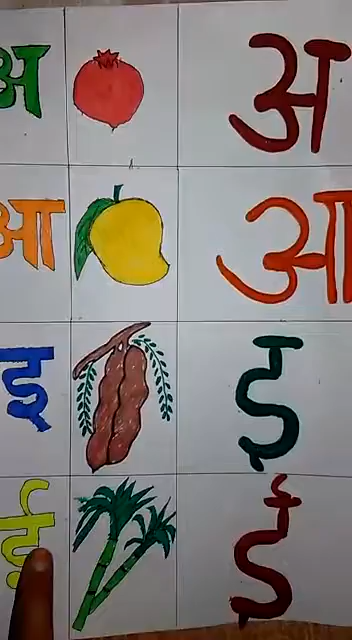 अ अ
आ आ
इ इ
ई ई